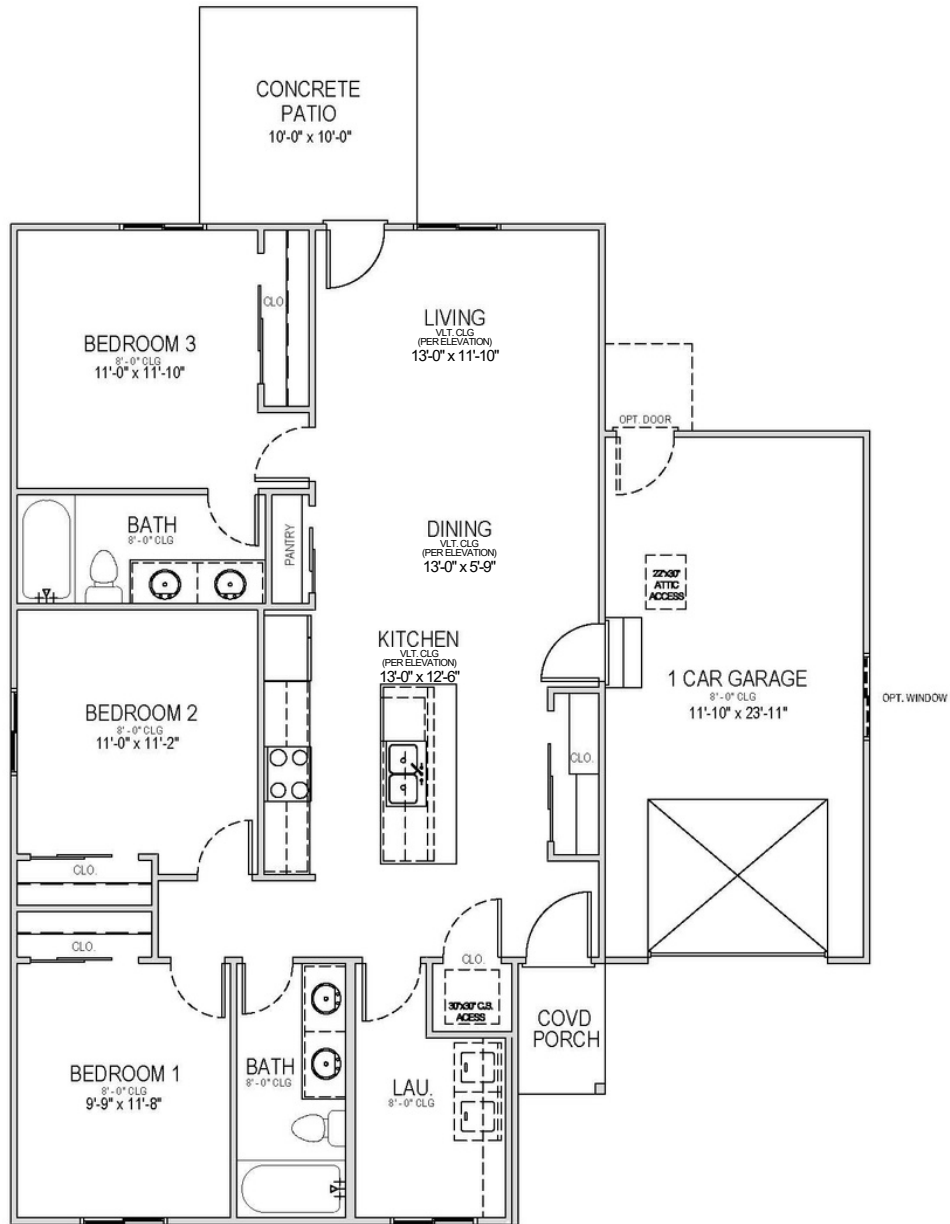 CONCRETE
PATIO
10'-0" x 10'-0"
BEDROOM 3
8'-0" CLG
11'-0" x 11'-10"
CLO.
LIVING
VLT. CLG
(PER ELEVATION)
13'-0" x 11'-10"
OPT. DOOR
BATH
8'-0" CLG
PANTRY
DINING
VLT. CLG
(PER ELEVATION)
13'-0" x 5'-9"
22"x30"
ATTIC
ACCESS
KITCHEN
VLT. CLG
(PER ELEVATION)
13'-0" x 12'-6"
1 CAR GARAGE
8'-0" CLG
11'-10" x 23'-11"
OPT. WINDOW
BEDROOM 2
8'-0" CLG
11'-0" x 11'-2"
CLO.
CLO.
CLO.
CLO.
30"x30" C.S.
ACESS
COVD
PORCH
BEDROOM 1
8'-0" CLG
9'-9" x 11'-8"
BATH
8'-0" CLG
LAU.
8'-0" CLG